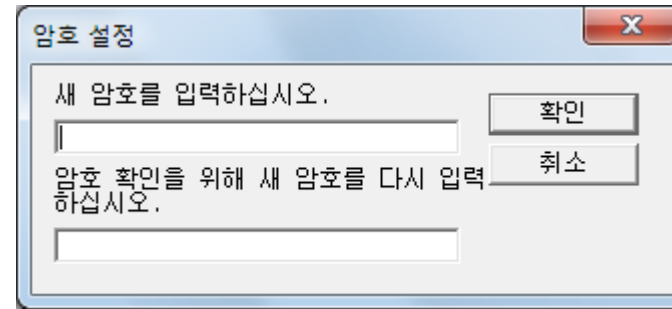 암호 설정
새 암호를 입력하십시오.
확인
암호 확인을 위해 새 암호를 다시 입력
하십시오.
취소